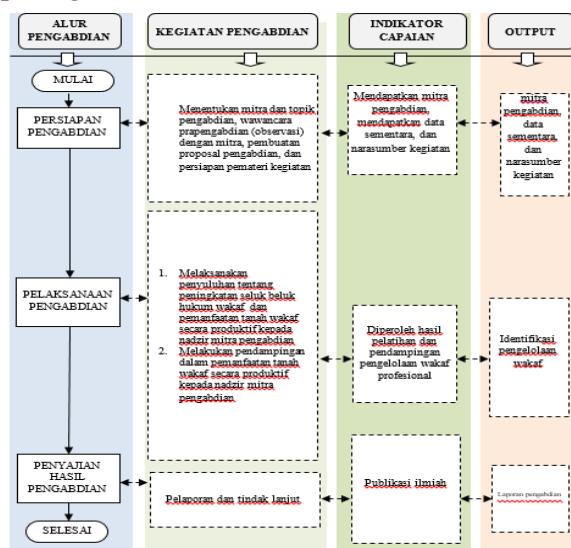 ALUR
PENGABDIAN
KEGIATAN PENGABDIAN
INDIKATOR
CAPAIAN
OUTPUT
MULAI
PERSIAPAN
PENGABDIAN
Menentukan mitra dan topik
pengabdian, wawancara
prapengabdian (observasi)
dengan mitra, pembuatan
proposal pengabdian, dan
persiapan pemateri kegiatan
Mendapatkan mitra
pengabdian,
mendapatkan data
sementara, dan
narasumber kegiatan
mitra
pengabdian,
data
sementara,
dan
narasumber
kegiatan
PELAKSANAAN
PENGABDIAN
1. Melaksanakan
penyuluhan tentang
peningkatan seluk beluk
hukum wakaf dan
pemanfaatan tanah wakaf
secara produktif kepada
nadzir mitra pengabdian
2. Melakukan pendampingan
dalam pemanfaatan tanah
wakaf secara produktif
kepada nadzir mitra
pengabdian
Diperoleh hasil
pelatihan dan
pendampingan
pengelolaan wakaf
profesional
Identifikasi
pengelolaan
wakaf
PENYAJIAN
HASIL
PENGABDIAN
Pelaporan dan tindak lanjut
Publikasi ilmiah
Laporan pengabdian
SELESAI